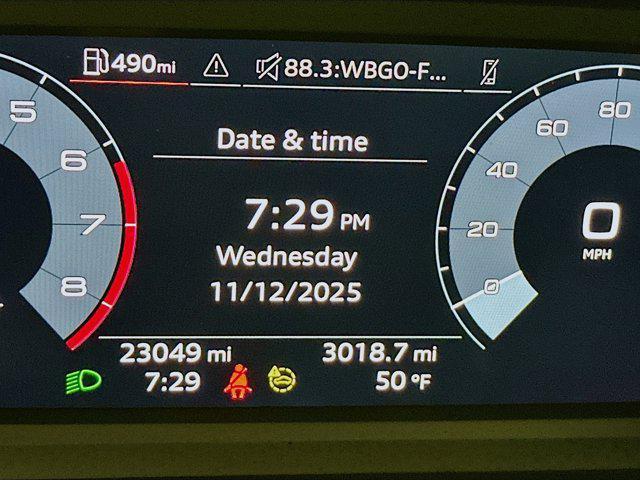 490mi
88.3:WBGO-F...
Date & time
7:29 PM
Wednesday
11/12/2025
23049 mi
3018.7 mi
7:29
50 °F
5
6
7
8
80
60
40
20
0
0
MPH